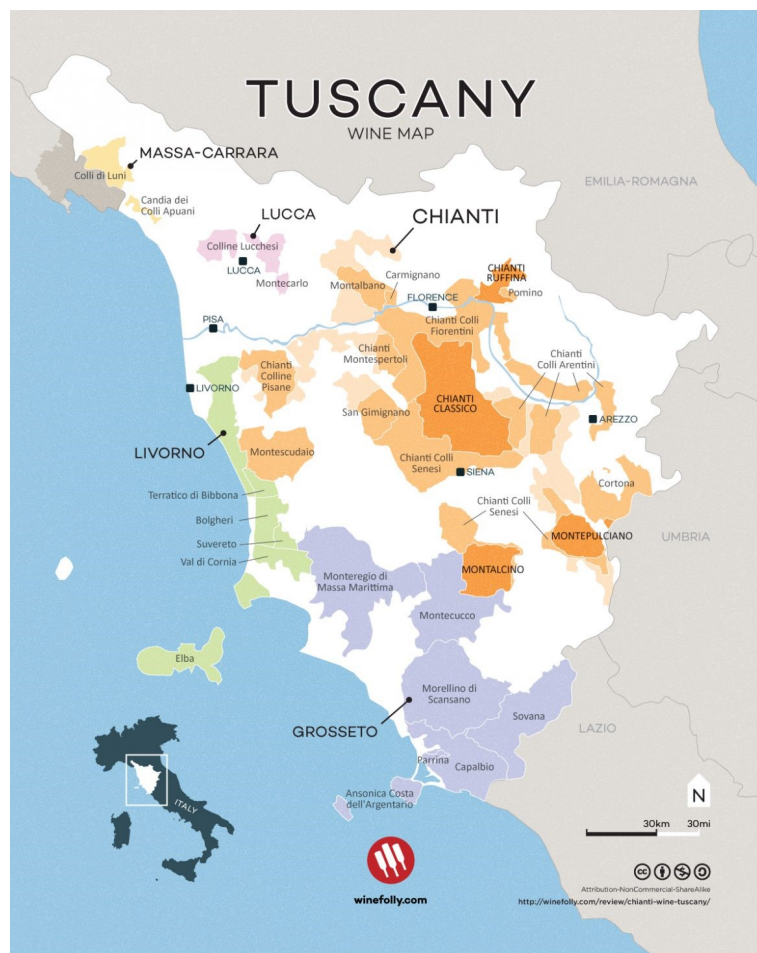 TUSCANY
WINE MAP
MASSA-CARRARA
EMILIA-ROMAGNA
Colli di Luni
Candia dei
Colli Apuani
LUCCA
CHIANTI
Colline Lucchesi
LUCCA
Montecarlo
Montalbano
Carmignano
CHIANTI
RUFFINA
Pomino
FLORENCE
PISA
Chianti Colli
Fiorentini
Chianti
Montespertoli
Chianti
Colli Arentini
Chianti
Colline
Pisane
LIVORNO
CHIANTI
CLASSICO
San Gimignano
AREZZO
LIVORNO
Montescudaio
Chianti Colli
Senesi
SIENA
Cortona
Terratico di Bibbona
Chianti Colli
Senesi
Bolgheri
MONTEPULCIANO
UMBRIA
Suvereto
Val di Cornia
MONTALCINO
Monteregio di
Massa Marittima
Montecucco
Elba
Morellino di
Scansano
Sovana
GROSSETO
LAZIO
Parrina
Capalbio
Ansonica Costa
dell'Argentario
ITALY
N
30km 30mi
winefolly.com
cc
Attribution-NonCommercial-ShareAlike
http://winefolly.com/review/chianti-wine-tuscany/